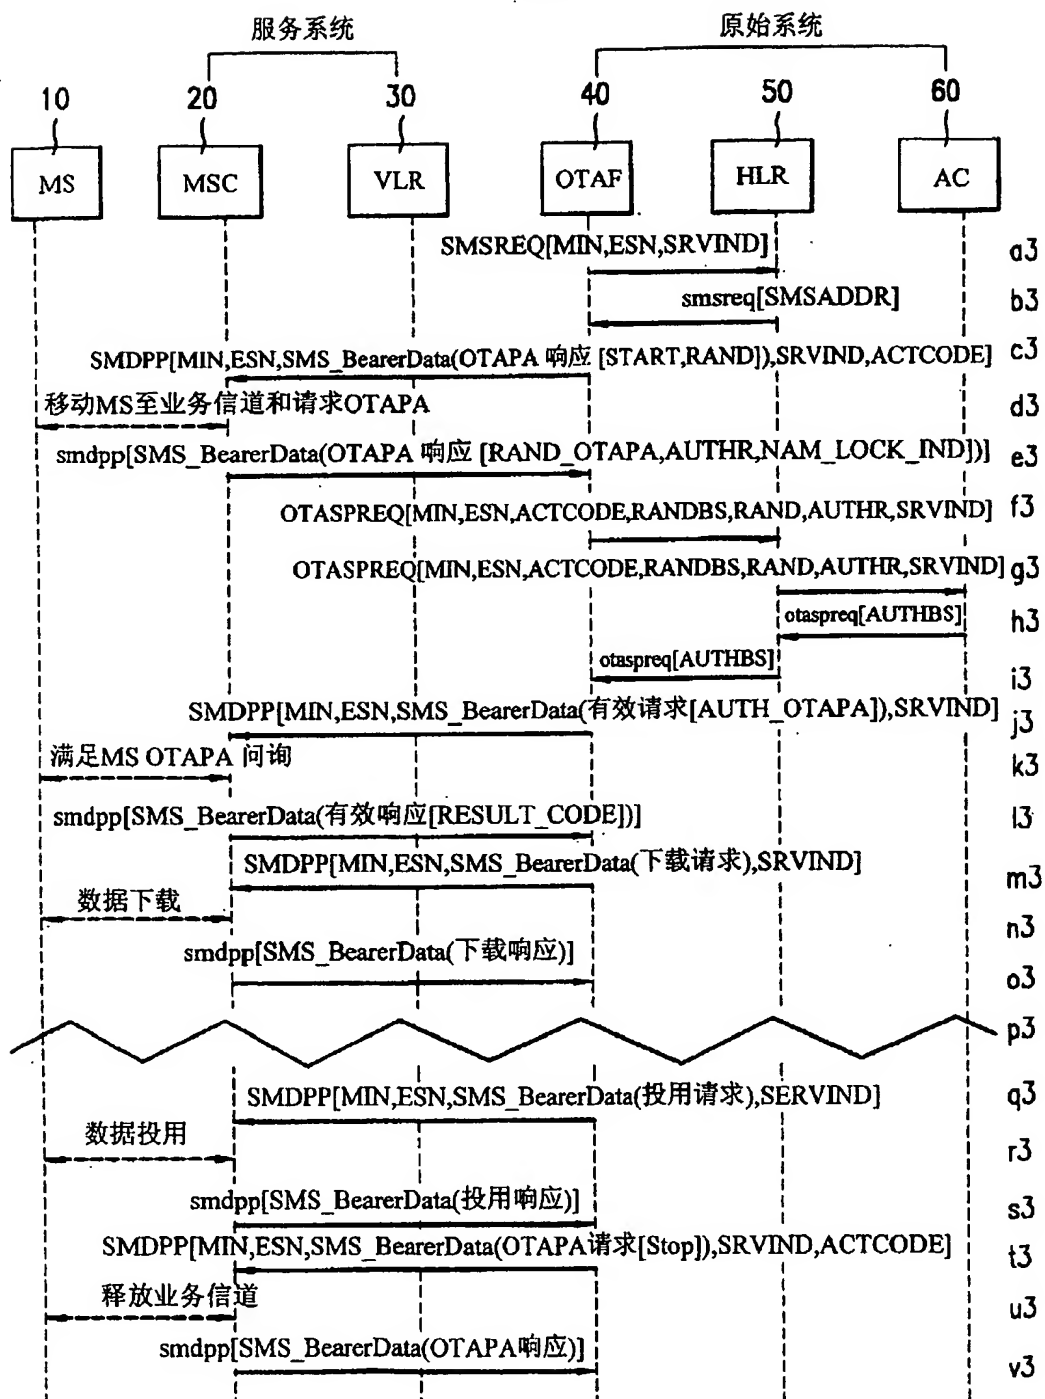 服务系统
原始系统
10
20
30
40
50
60
MS
MSC
VLR
OTAF
HLR
AC
SMSREQ[MIN,ESN,SRVIND]
a3
smsreq[SMSADDR]
b3
SMDPP[MIN,ESN,SMS_BearerData(OTAPA 响应 [START,RAND]),SRVIND,ACTCODE]
c3
移动MS至业务信道和请求OTAPA
d3
smdpp[SMS_BearerData(OTAPA 响应 [RAND_OTAPA,AUTHR,NAM_LOCK_IND])]
e3
OTASPREQ[MIN,ESN,ACTCODE,RANDBS,RAND,AUTHR,SRVIND]
f3
OTASPREQ[MIN,ESN,ACTCODE,RANDBS,RAND,AUTHR,SRVIND]
g3
otaspreq[AUTHBS]
h3
otaspreq[AUTHBS]
i3
SMDPP[MIN,ESN,SMS_BearerData(有效请求[AUTH_OTAPA]),SRVIND]
j3
满足MS OTAPA 问询
k3
smdpp[SMS_BearerData(有效响应[RESULT_CODE])]
l3
SMDPP[MIN,ESN,SMS_BearerData(下载请求),SRVIND]
m3
数据下载
n3
smdpp[SMS_BearerData(下载响应)]
o3
p3
SMDPP[MIN,ESN,SMS_BearerData(投用请求),SERVIND]
q3
数据投用
r3
smdpp[SMS_BearerData(投用响应)]
s3
SMDPP[MIN,ESN,SMS_BearerData(OTAPA请求[Stop]),SRVIND,ACTCODE]
t3
释放业务信道
u3
smdpp[SMS_BearerData(OTAPA响应)]
v3